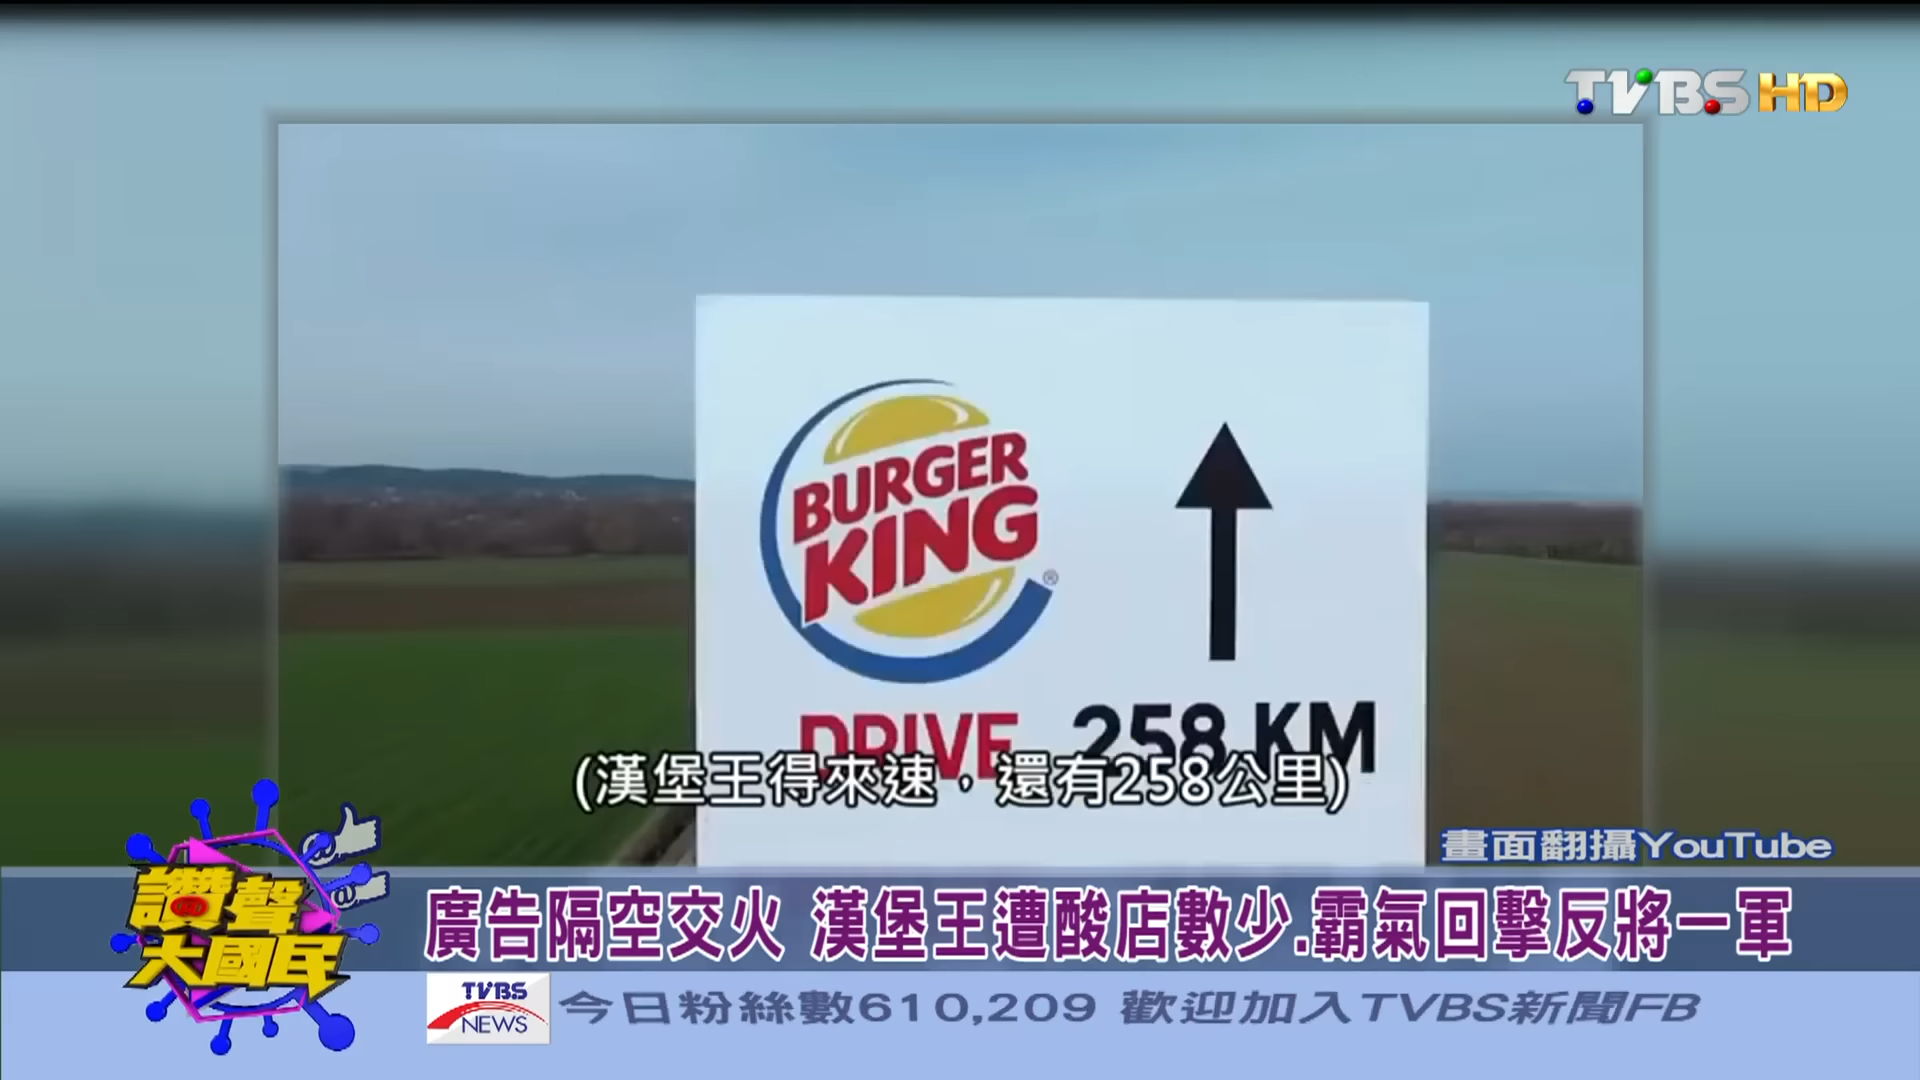 TVBS HD
BURGER
KING®
DRIVE 258 KM
(漢堡王得來速，還有258公里)
畫面翻攝YouTube
讚聲
大國民
廣告隔空交火 漢堡王遭酸店數少.霸氣回擊反將一軍
TVBS
NEWS
今日粉絲數610,209 歡迎加入TVBS新聞FB